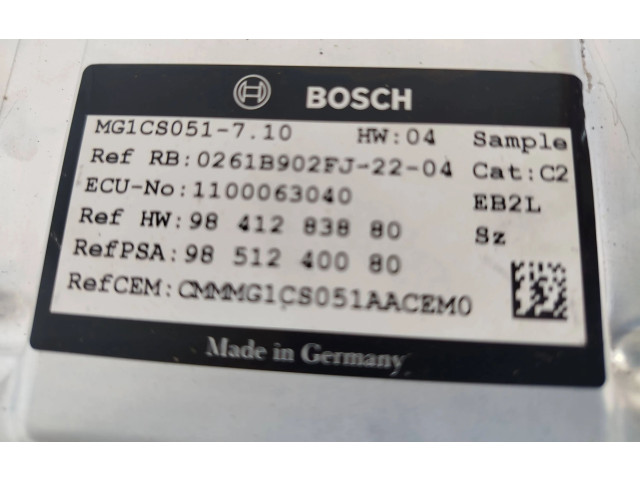 BOSCH
MG1CS051-7.10 HW:04 Sample
Ref RB:0261B902FJ-22-04 Cat:C2
ECU-No:1100063040 EB2L
Ref HW:98 412 838 80 Sz
RefPSA:98 512 400 80
RefCEM:CMMMG1CS051AACEM0
Made in Germany